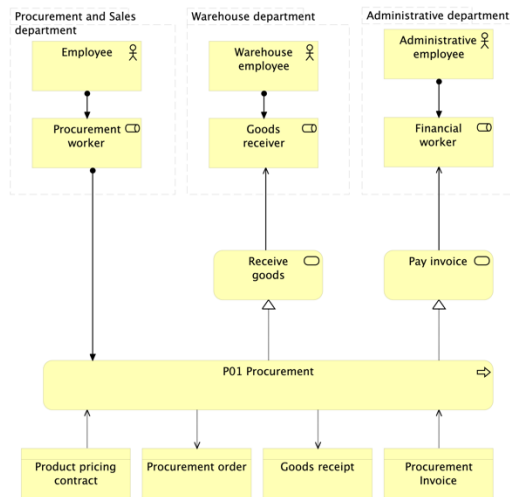 Procurement and Sales
department
Warehouse department
Administrative department
Employee
Warehouse
employee
Administrative
employee
Procurement
worker
Goods
receiver
Financial
worker
Receive
goods
Pay invoice
P01 Procurement
Product pricing
contract
Procurement order
Goods receipt
Procurement
Invoice